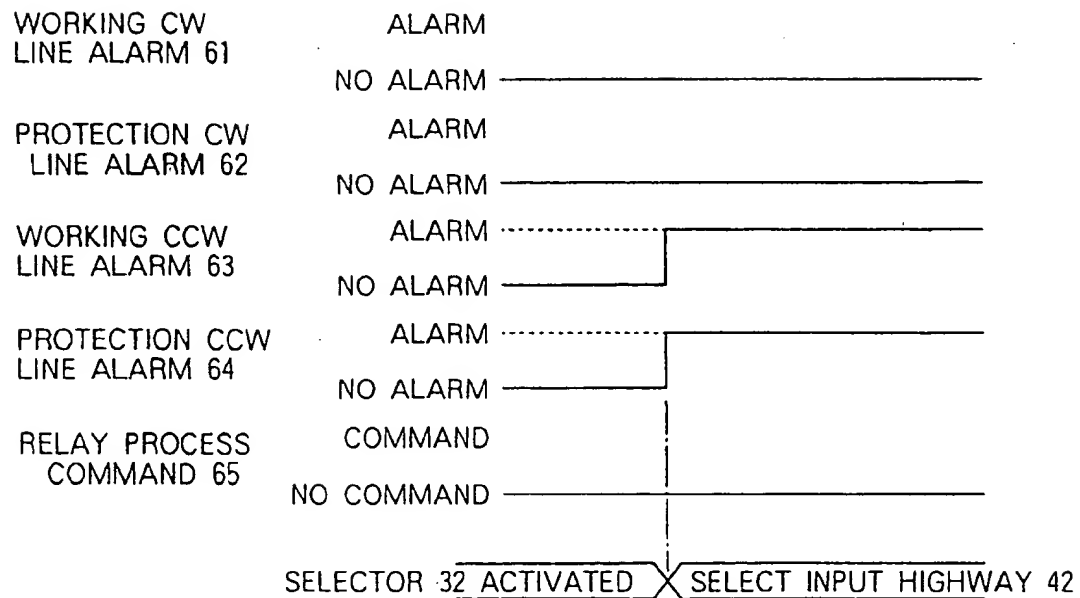 WORKING CW
LINE ALARM 61
ALARM
NO ALARM
PROTECTION CW
LINE ALARM 62
ALARM
NO ALARM
WORKING CCW
LINE ALARM 63
ALARM
NO ALARM
PROTECTION CCW
LINE ALARM 64
ALARM
NO ALARM
RELAY PROCESS
COMMAND 65
COMMAND
NO COMMAND
SELECTOR 32 ACTIVATED SELECT INPUT HIGHWAY 42